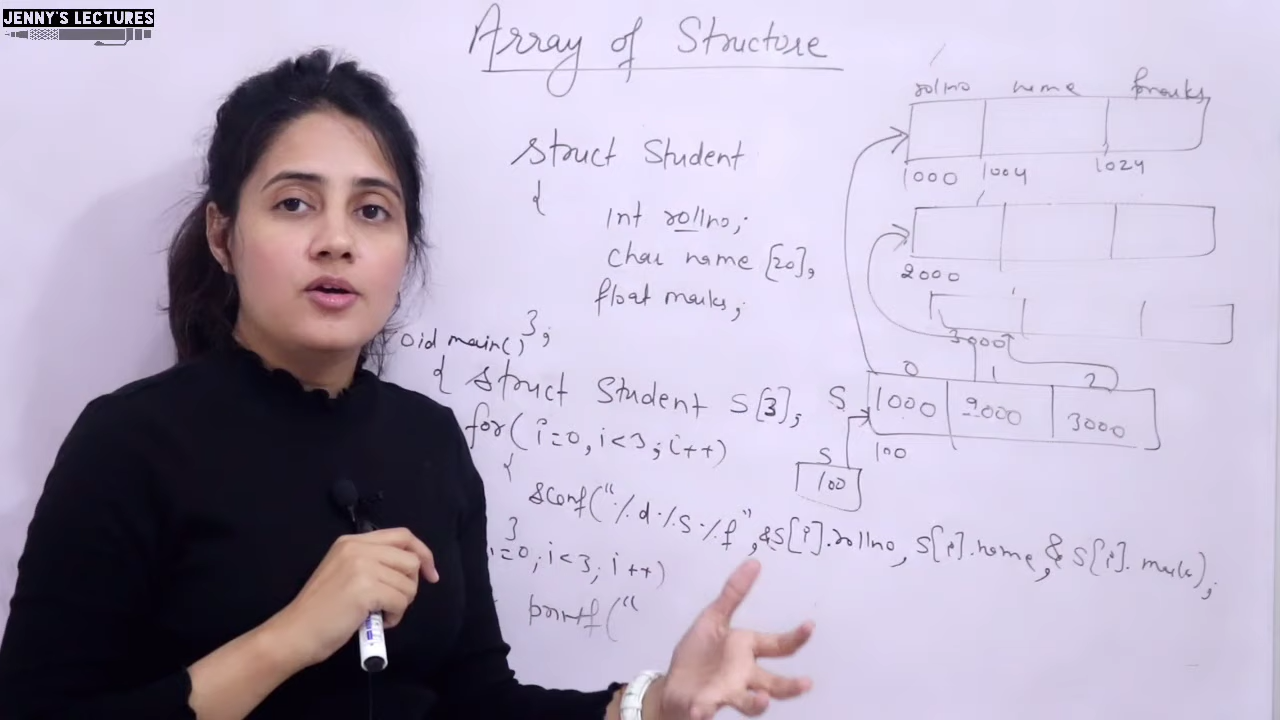 JENNY'S LECTURES
Array of Structure
struct Student
{
int rollno;
char name [20],
float marks;
};
void main()
{ struct Student S[3];
for( i=0, i<3; i++)
{
scanf("%d %s %f", &S[i].rollno, S[i].name, & S[i].mark);
}
i=0; i<3; i++)
printf("
rollno name marks
1000 1004 1024
2000
3000
0 1 2
S 1000 2000 3000
100
S
100